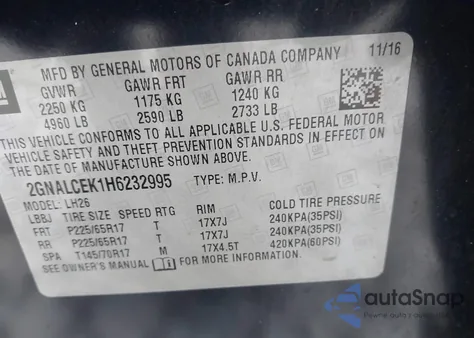 GM
BY GENERAL MOTORS OF CANADA COMPANY 11/16
GVWR GAWR FRT GAWR RR
2250 KG 1175 KG 1240 KG
4960 LB 2590 LB 2733 LB
THIS VEHICLE CONFORMS TO ALL APPLICABLE U.S. FEDERAL MOTOR
VEHICLE SAFETY AND THEFT PREVENTION STANDARDS IN EFFECT ON
THE DATE OF MANUFACTURE SHOWN ABOVE.
2GNALCEK1H6232995 TYPE: M.P.V.
MODEL: LH26
LBBJ TIRE SIZE SPEED RTG RIM COLD TIRE PRESSURE
FRT P225/65R17 T 17X7J 240KPA(35PSI)
RR P225/65R17 T 17X7J 240KPA(35PSI)
SPA T145/70R17 M 17X4.5T 420KPA(60PSI)
SEE OWNER'S MANUAL FOR MORE INFORMATION
autoSnap